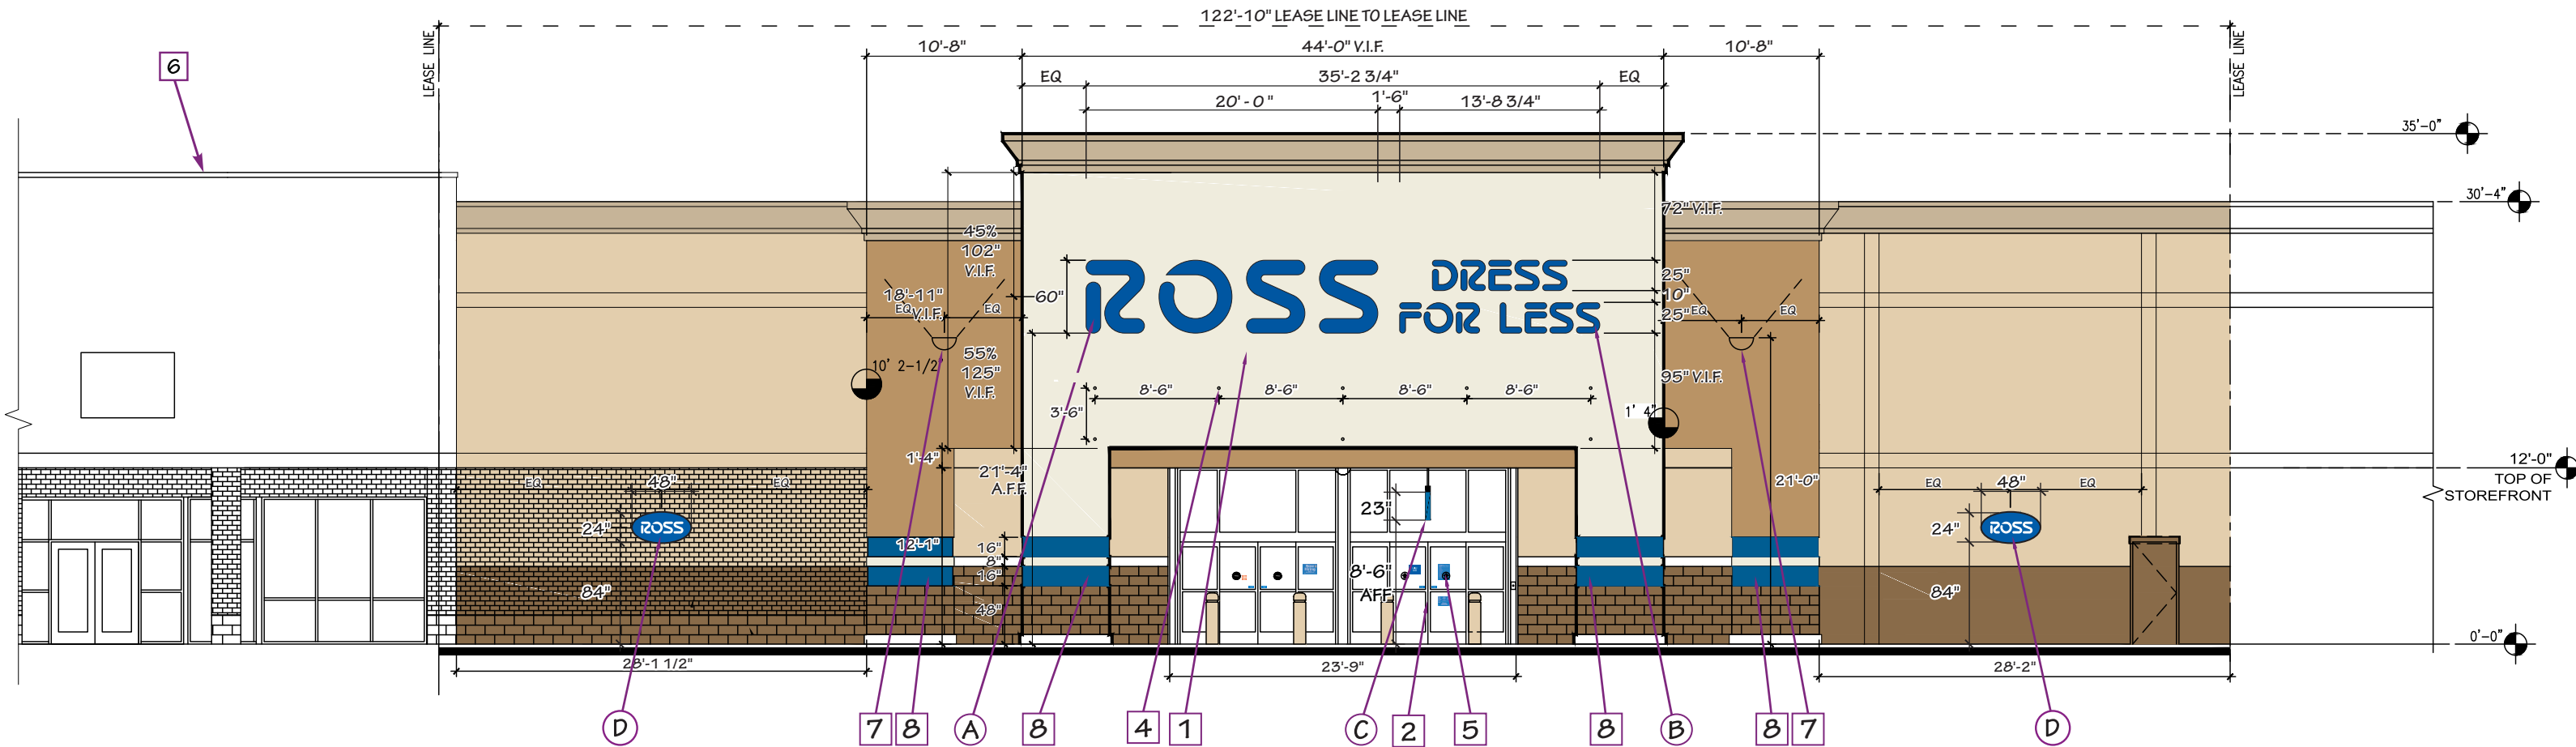 122'-10" LEASE LINE TO LEASE LINE
LEASE LINE
LEASE LINE
6
10'-8"
44'-0" V.I.F.
10'-8"
EQ
35'-2 3/4"
EQ
20'-0"
1'-6"
13'-8 3/4"
35'-0"
30'-4"
72" V.I.F.
45%
102"
V.I.F.
18'-11"
V.I.F.
EQ
EQ
60"
ROSS
DRESS
FOR LESS
25"
10"
25"
EQ
EQ
55%
125"
V.I.F.
10' 2-1/2
95" V.I.F.
8'-6"
8'-6"
8'-6"
8'-6"
3'-6"
1' 4"
1'-4"
21'-4"
A.F.F.
12'-0"
TOP OF
STOREFRONT
EQ
48"
EQ
24"
ROSS
84"
23"
21'-0"
EQ
48"
EQ
24"
ROSS
84"
12'-1"
16"
8"
16"
48"
8'-6"
AFF
0'-0"
28'-1 1/2"
23'-9"
28'-2"
D
7
8
A
8
4
1
C
2
5
8
B
8
7
D